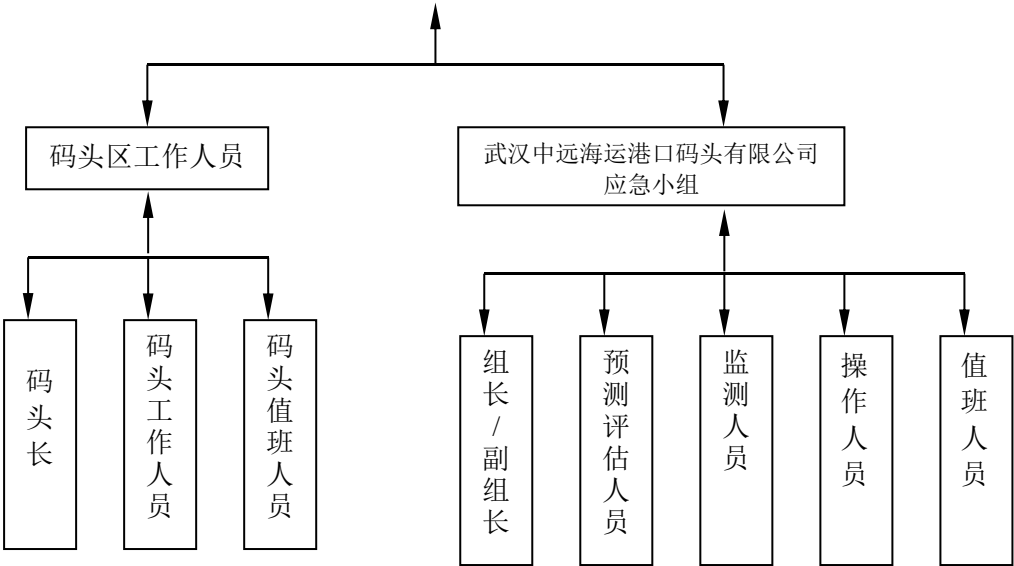 码头区工作人员
武汉中远海运港口码头有限公司
应急小组
码头长
码头工作人员
码头值班人员
组长/副组长
预测评估人员
监测人员
操作人员
值班人员